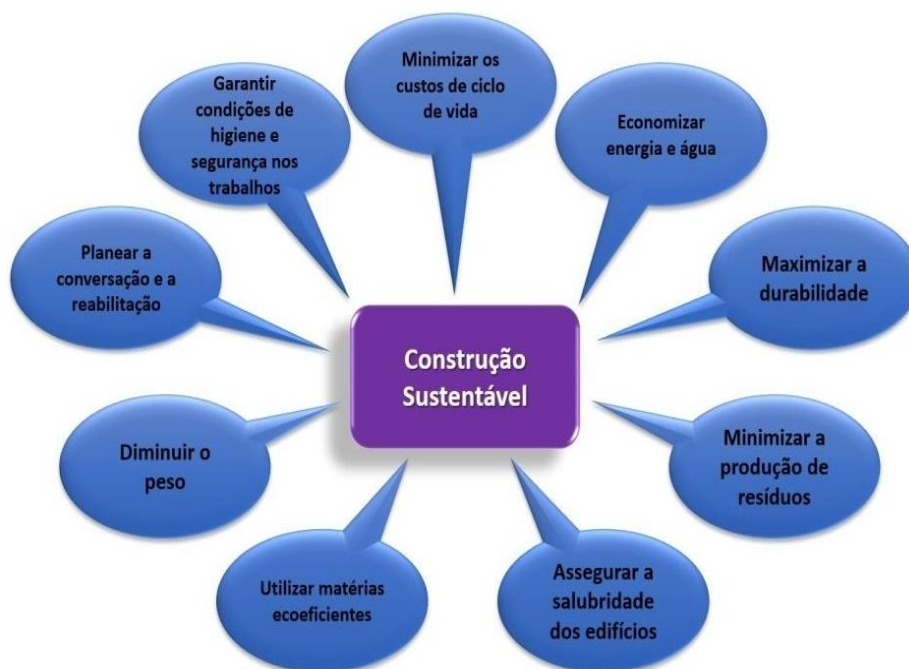 Minimizar os
custos de ciclo
de vida
Garantir
condições de
higiene e
segurança nos
trabalhos
Economizar
energia e água
Planear a
conversação e a
reabilitação
Maximizar a
durabilidade
Construção
Sustentável
Diminuir o
peso
Minimizar a
produção de
resíduos
Utilizar matérias
ecoeficientes
Assegurar a
salubridade
dos edifícios